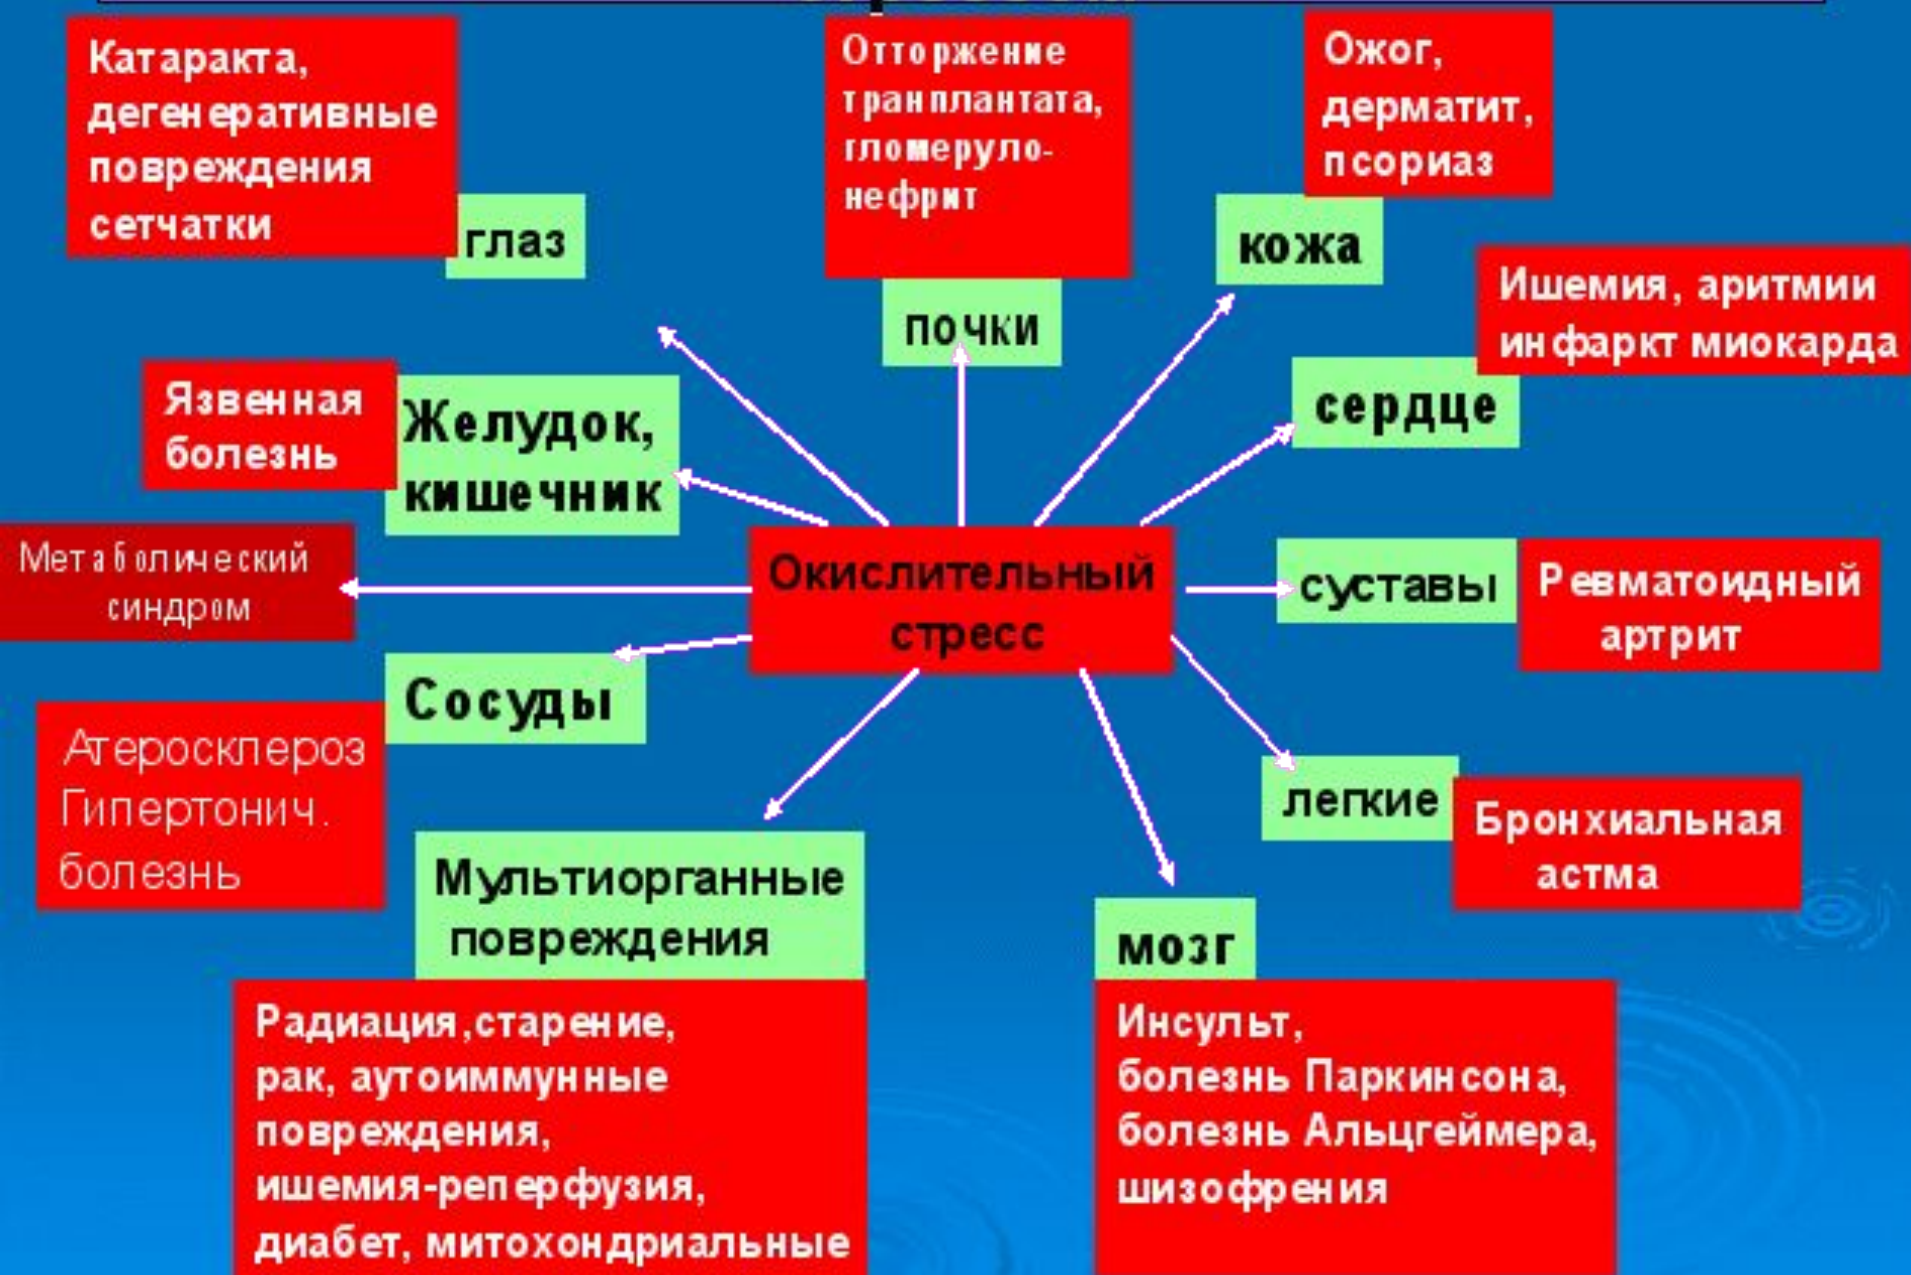 Катаракта,
дегенеративные
повреждения
сетчатки
глаз
Отторжение
транплантата,
гломеруло-
нефрит
почки
Ожог,
дерматит,
псориаз
кожа
Ишемия, аритмии
инфаркт миокарда
сердце
Язвенная
болезнь
Желудок,
кишечник
Метаболический
синдром
Окислительный
стресс
суставы
Ревматоидный
артрит
Сосуды
Атеросклероз
Гипертонич.
болезнь
легкие
Бронхиальная
астма
Мультиорганные
повреждения
Радиация,старение,
рак, аутоиммунные
повреждения,
ишемия-реперфузия,
диабет, митохондриальные
мозг
Инсульт,
болезнь Паркинсона,
болезнь Альцгеймера,
шизофрения